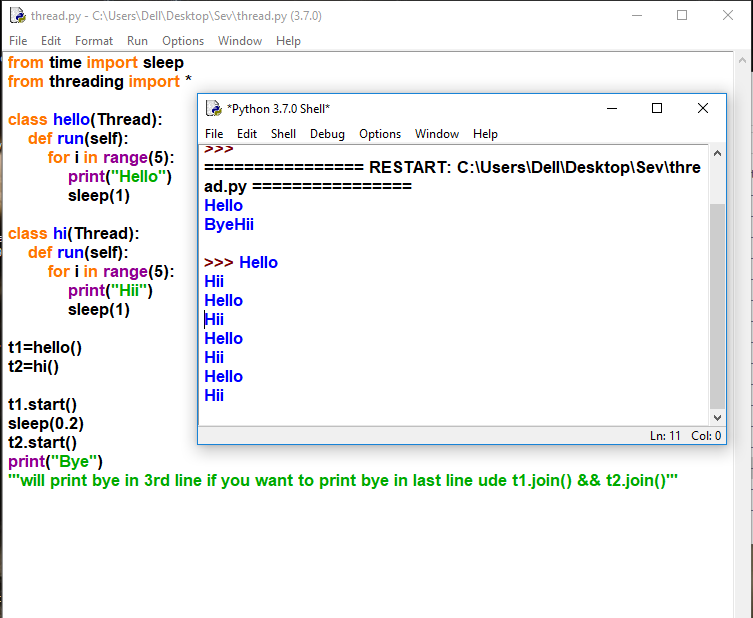 thread.py - C:\Users\Dell\Desktop\Sev\thread.py (3.7.0)
File Edit Format Run Options Window Help
from time import sleep
from threading import *
class hello(Thread):
def run(self):
for i in range(5):
print("Hello")
sleep(1)
class hi(Thread):
def run(self):
for i in range(5):
print("Hii")
sleep(1)
t1=hello()
t2=hi()
t1.start()
sleep(0.2)
t2.start()
print("Bye")
'''will print bye in 3rd line if you want to print bye in last line ude t1.join() && t2.join()'''
*Python 3.7.0 Shell*
File Edit Shell Debug Options Window Help
>>>
================ RESTART: C:\Users\Dell\Desktop\Sev\thre
ad.py ================
Hello
ByeHii
>>> Hello
Hii
Hello
Hii
Hello
Hii
Hello
Hii
Ln: 11 Col: 0